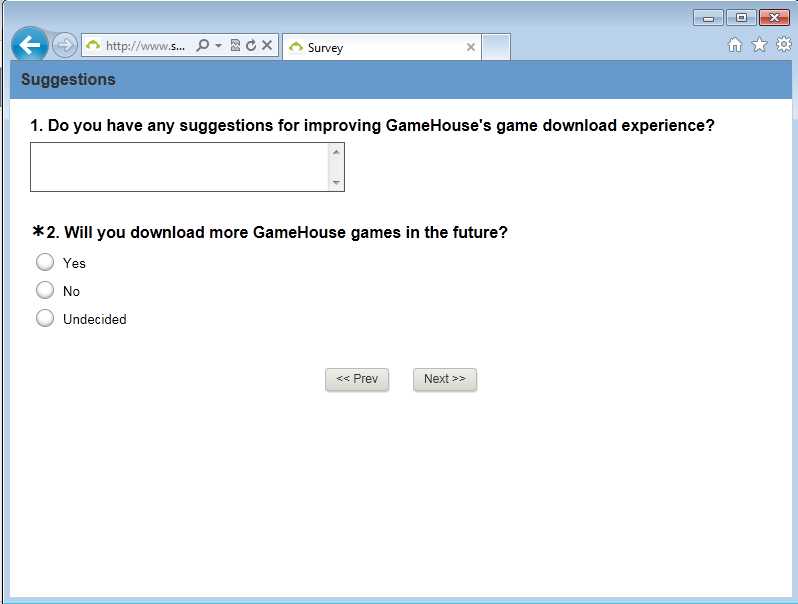 http://www.s...
Survey
Suggestions
1. Do you have any suggestions for improving GameHouse's game download experience?
*2. Will you download more GameHouse games in the future?
Yes
No
Undecided
<< Prev Next >>